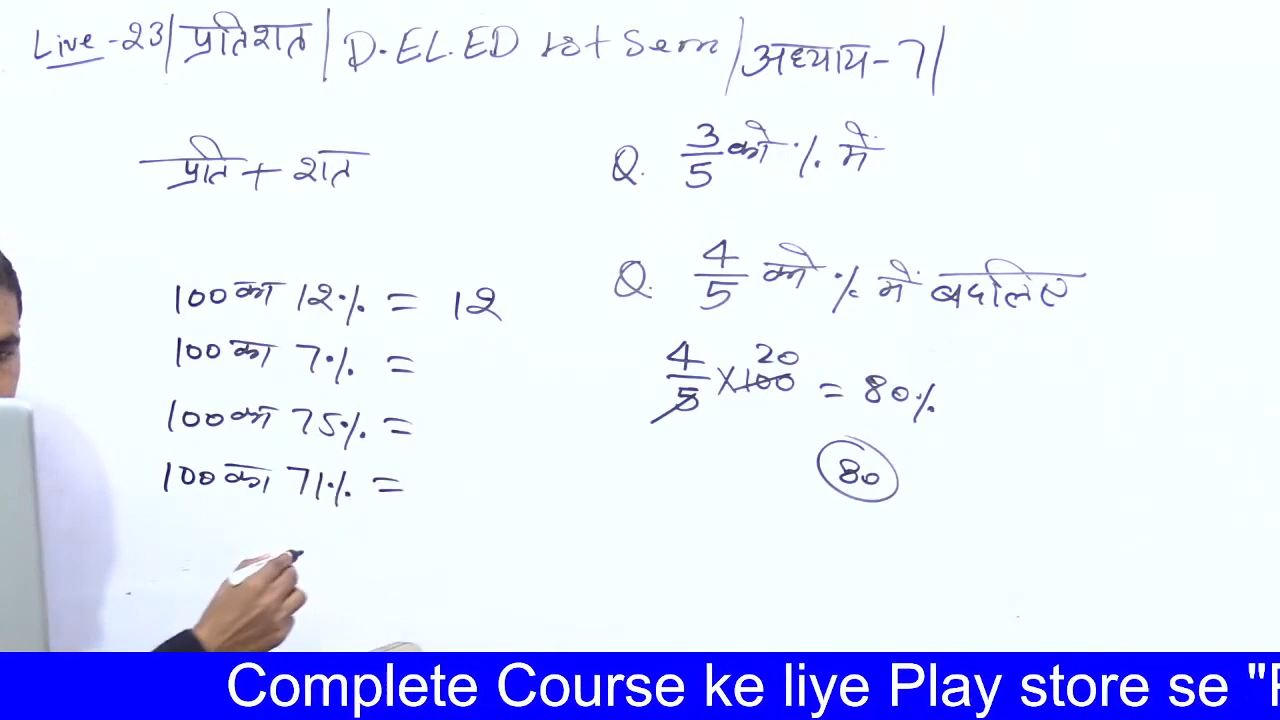 Live-23| प्रतिशत | D.EL.ED 1st Sem | अध्याय-7 |
प्रति + शत
100 का 12% = 12
100 का 7% =
100 का 75% =
100 का 71% =
Q. 3/5 को % में
Q. 4/5 को % में बदलिए
4/5 × 100 20 = 80%
80
Complete Course ke liye Play store se "